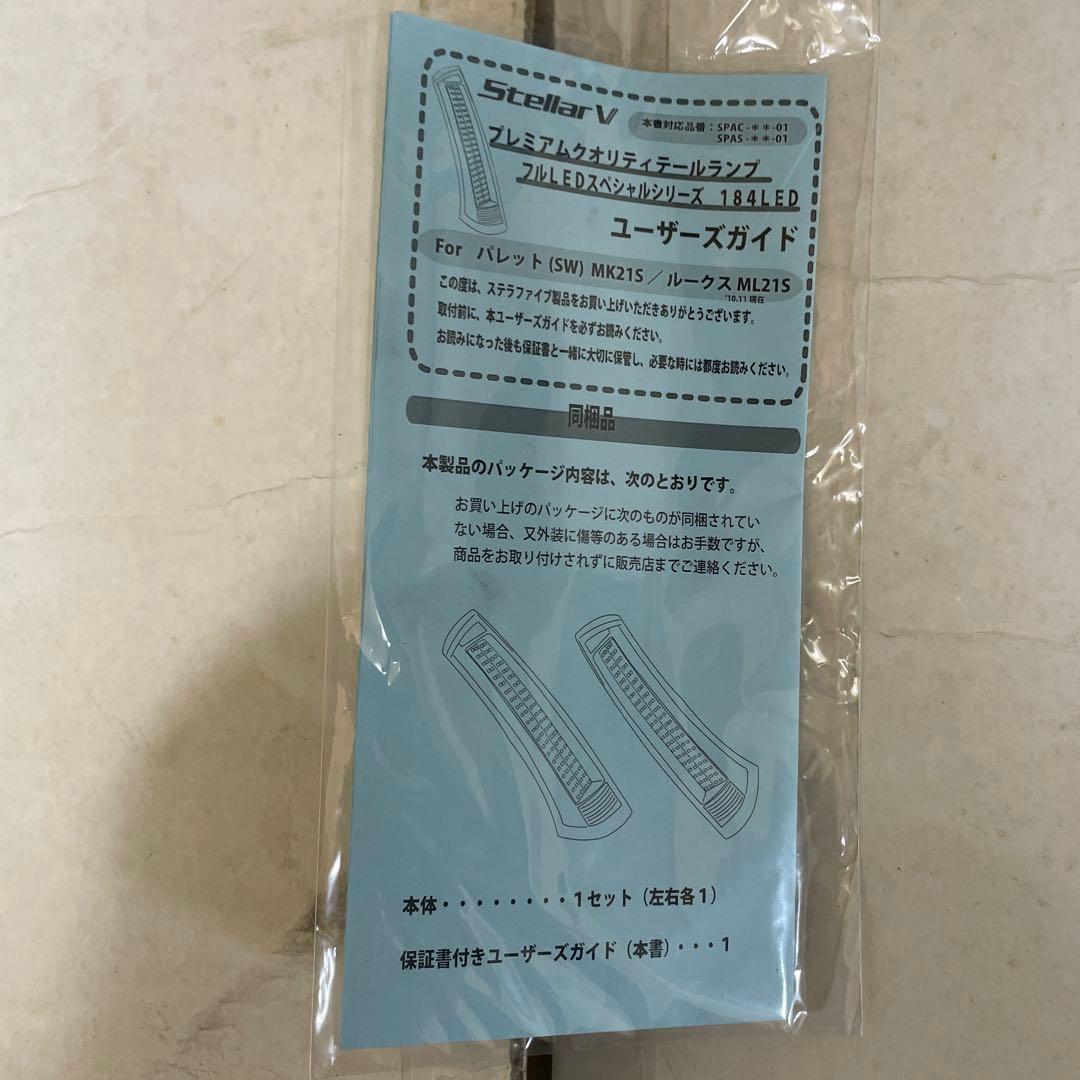 Stellar V
本書対応品番：SPAC-＊＊-01
SPAS-＊＊-01
プレミアムクオリティテールランプ
フルLEDスペシャルシリーズ 184LED
ユーザーズガイド
For パレット(SW) MK21S／ルークスML21S
'10.11現在
この度は、ステラファイブ製品をお買い上げいただきありがとうございます。
取付前に、本ユーザーズガイドを必ずお読みください。
お読みになった後も保証書と一緒に大切に保管し、必要な時には都度お読みください。
同梱品
本製品のパッケージ内容は、次のとおりです。
お買い上げのパッケージに次のものが同梱されてい
ない場合、又外装に傷等のある場合はお手数ですが、
商品をお取り付けされずに販売店までご連絡ください。
本体・・・・・・・・・1セット（左右各1）
保証書付きユーザーズガイド（本書）・・・1